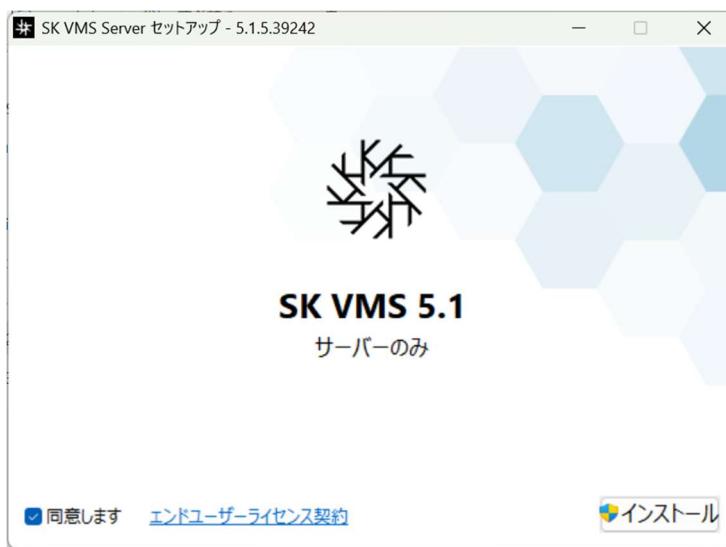 SK VMS Server セットアップ - 5.1.5.39242
SK VMS 5.1
サーバーのみ
同意します エンドユーザーライセンス契約 インストール